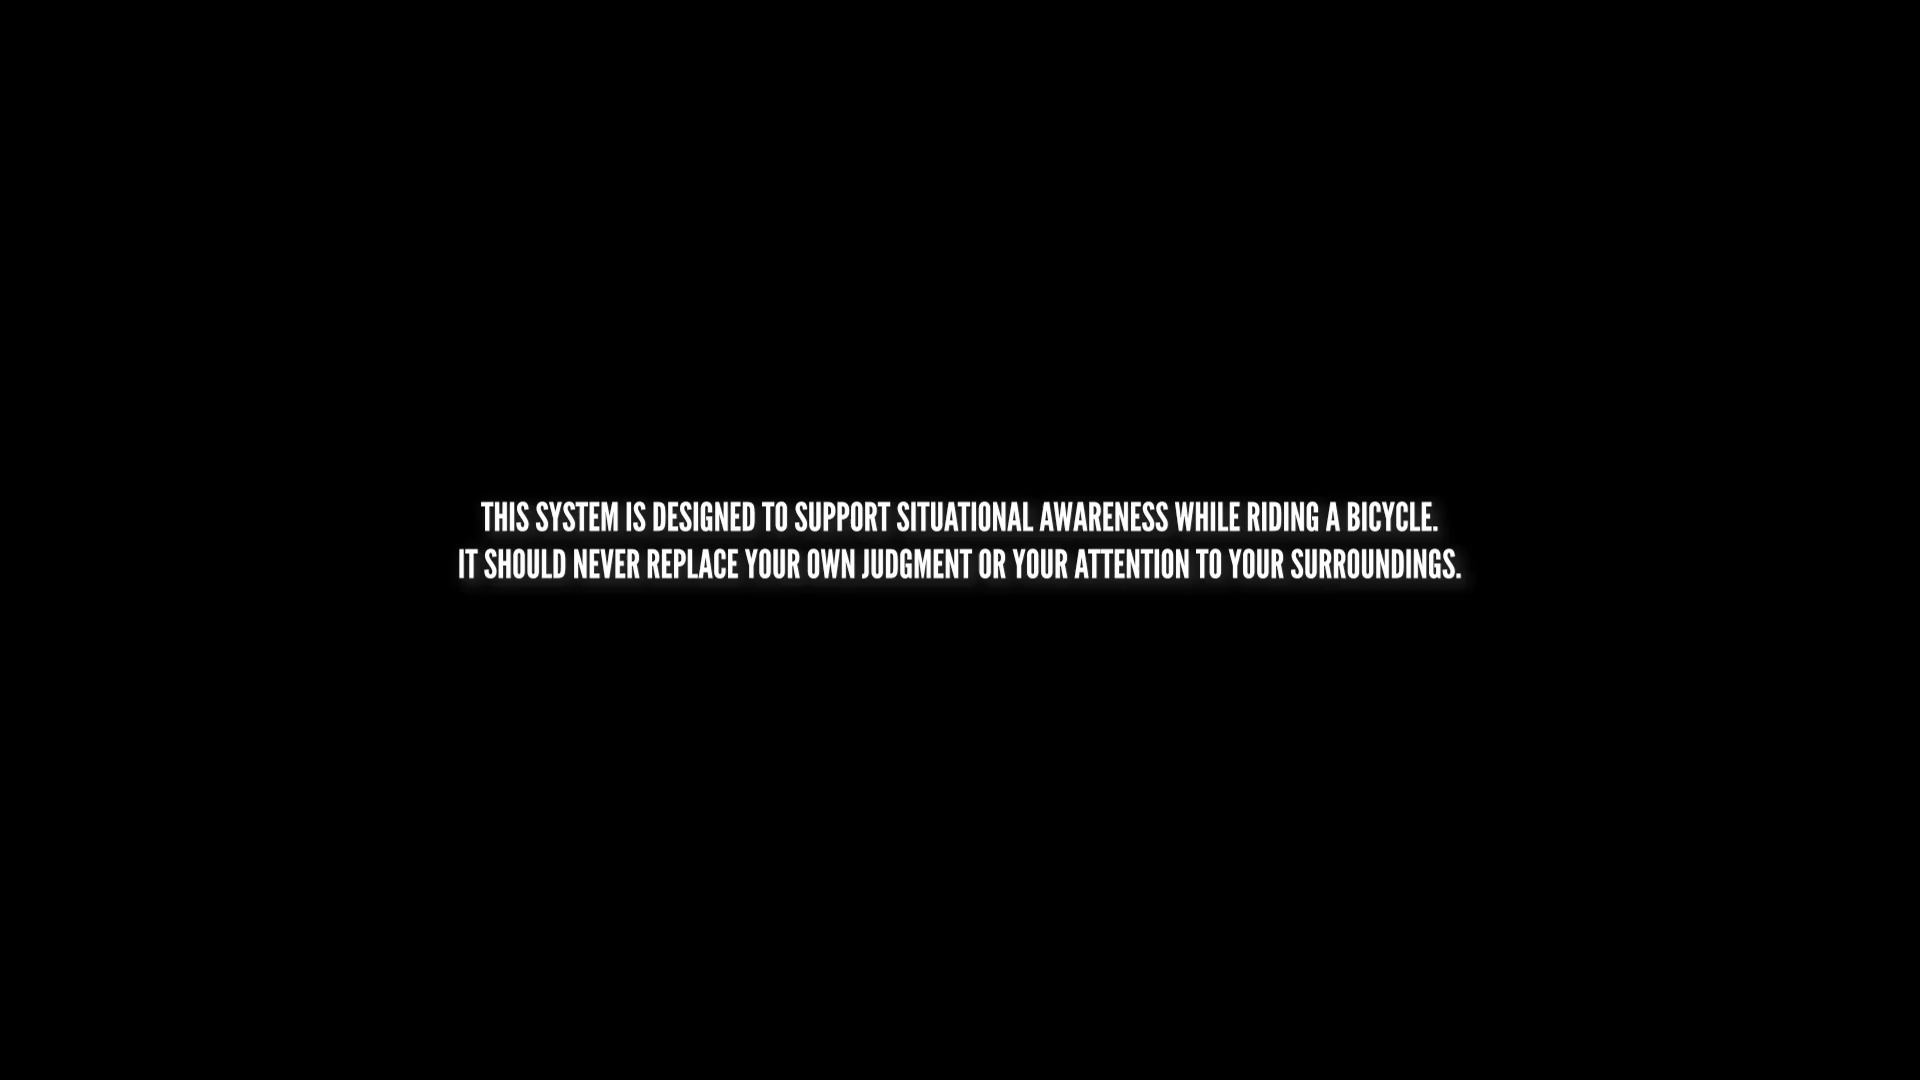 THIS SYSTEM IS DESIGNED TO SUPPORT SITUATIONAL AWARENESS WHILE RIDING A BICYCLE.
IT SHOULD NEVER REPLACE YOUR OWN JUDGMENT OR YOUR ATTENTION TO YOUR SURROUNDINGS.